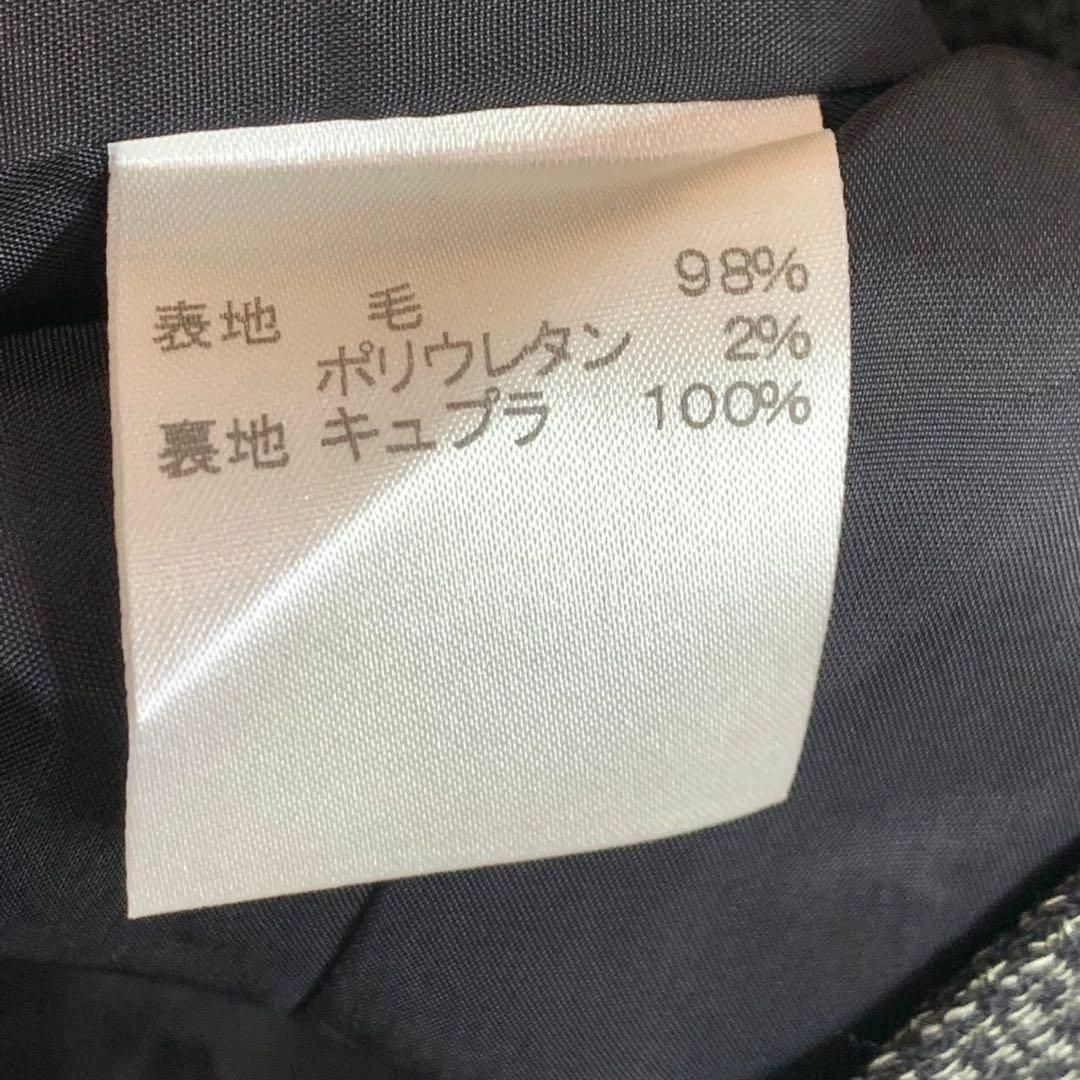 表地 毛 98%
ポリウレタン 2%
裏地 キュプラ 100%